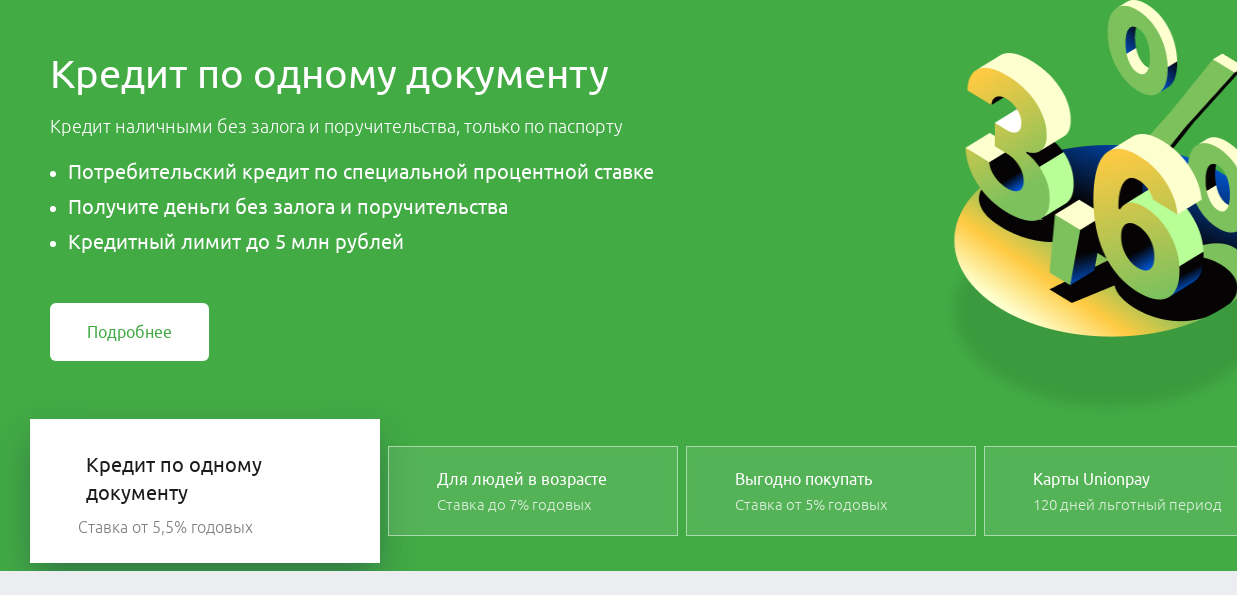 Кредит по одному документу
Кредит наличными без залога и поручительства, только по паспорту
Потребительский кредит по специальной процентной ставке
Получите деньги без залога и поручительства
Кредитный лимит до 5 млн рублей
Подробнее
3,6%
Кредит по одному
документу
Ставка от 5,5% годовых
Для людей в возрасте
Ставка до 7% годовых
Выгодно покупать
Ставка от 5% годовых
Карты Unionpay
120 дней льготный период